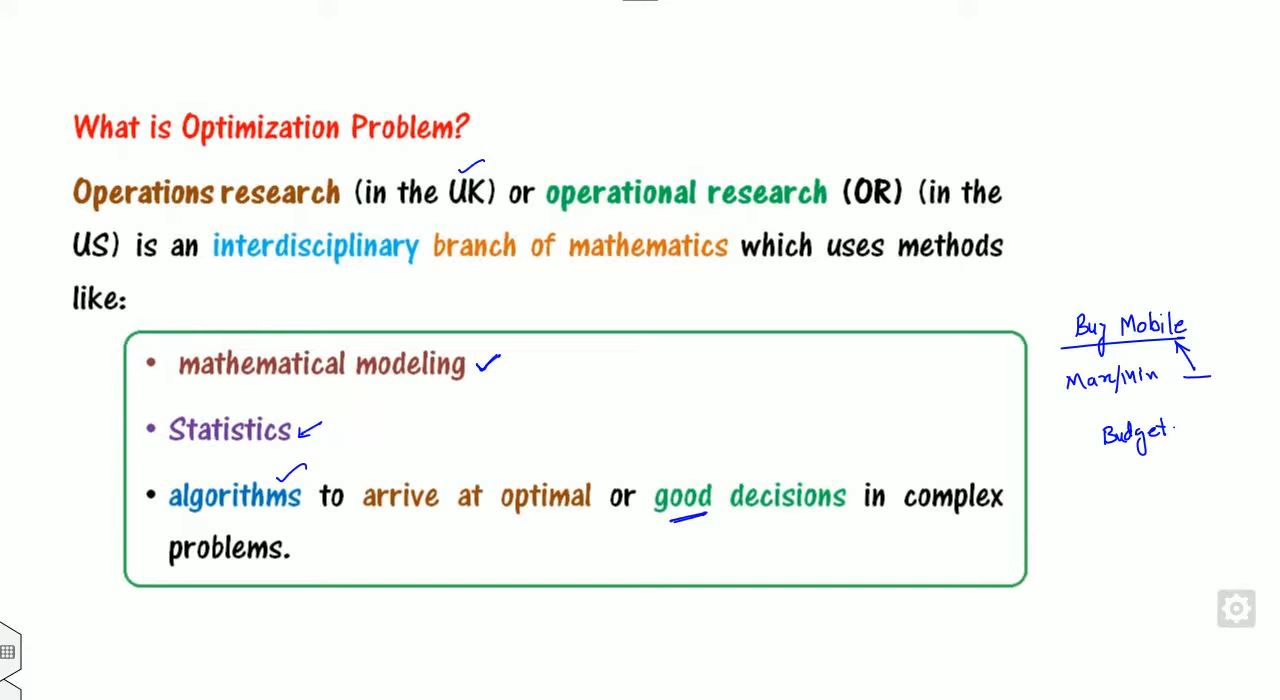 What is Optimization Problem?
Operations research (in the UK) or operational research (OR) (in the
US) is an interdisciplinary branch of mathematics which uses methods
like:
• mathematical modeling
• Statistics
• algorithms to arrive at optimal or good decisions in complex
problems.
Buy Mobile
Max/Min
Budget.